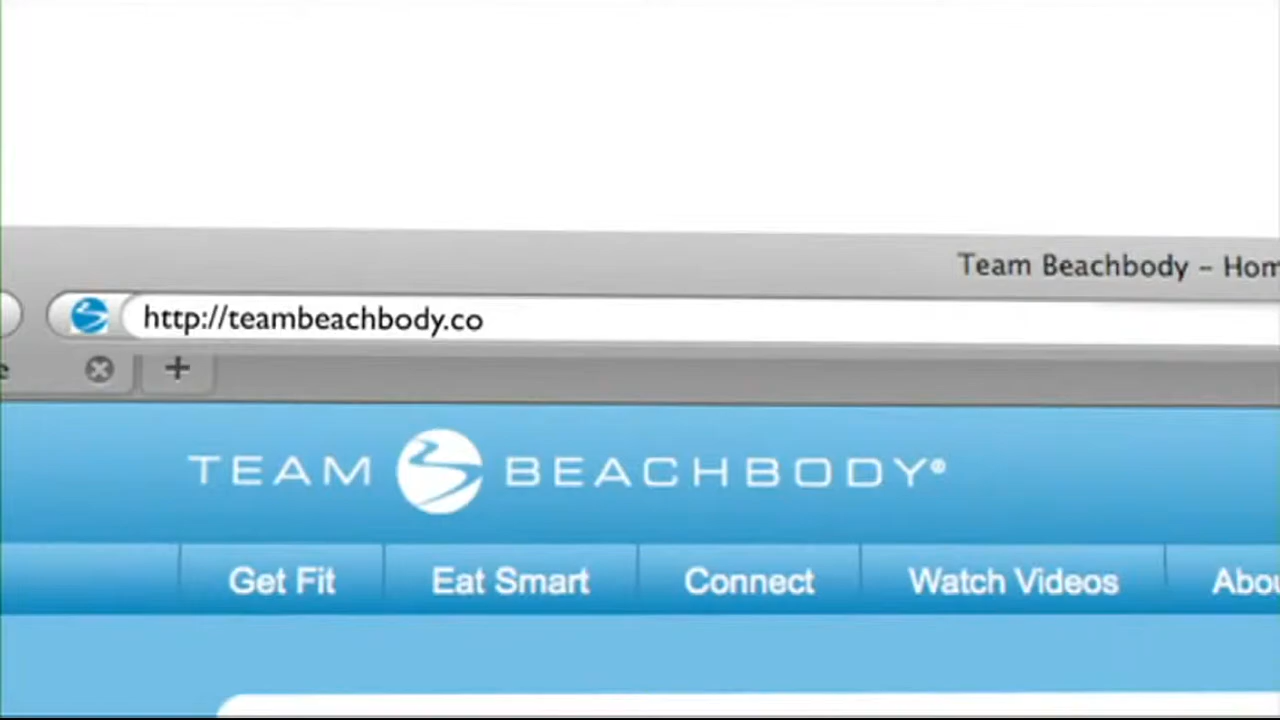 Team Beachbody – Hom
http://teambeachbody.co
e
TEAM BEACHBODY®
Get Fit Eat Smart Connect Watch Videos Abou